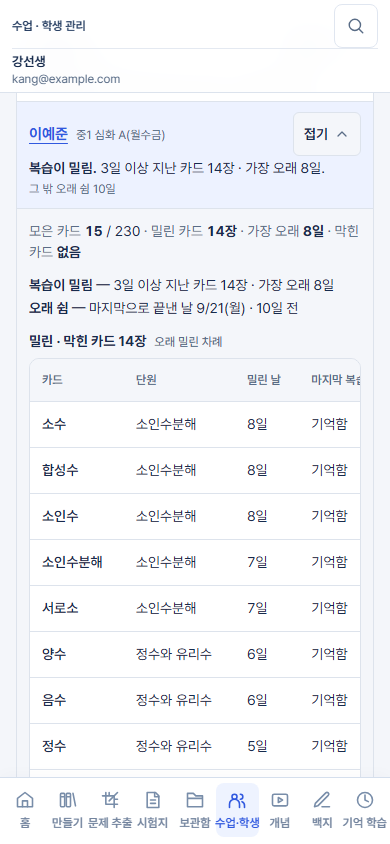 수업 · 학생 관리
강선생
kang@example.com
이예준 중1 심화 A(월수금) 접기
복습이 밀림. 3일 이상 지난 카드 14장 · 가장 오래 8일.
그 밖 오래 쉼 10일
모은 카드 15 / 230 · 밀린 카드 14장 · 가장 오래 8일 · 막힌
카드 없음
복습이 밀림 — 3일 이상 지난 카드 14장 · 가장 오래 8일
오래 쉼 — 마지막으로 끝낸 날 9/21(월) · 10일 전
밀린 · 막힌 카드 14장 오래 밀린 차례
카드 단원 밀린 날 마지막
소수 소인수분해 8일 기억함
합성수 소인수분해 8일 기억함
소인수 소인수분해 8일 기억함
소인수분해 소인수분해 7일 기억함
서로소 소인수분해 7일 기억함
양수 정수와 유리수 6일 기억함
음수 정수와 유리수 6일 기억함
정수 정수와 유리수 5일 기억함
홈 만들기 문제 추출 시험지 보관함 수업·학생 개념 백지 기억 학습